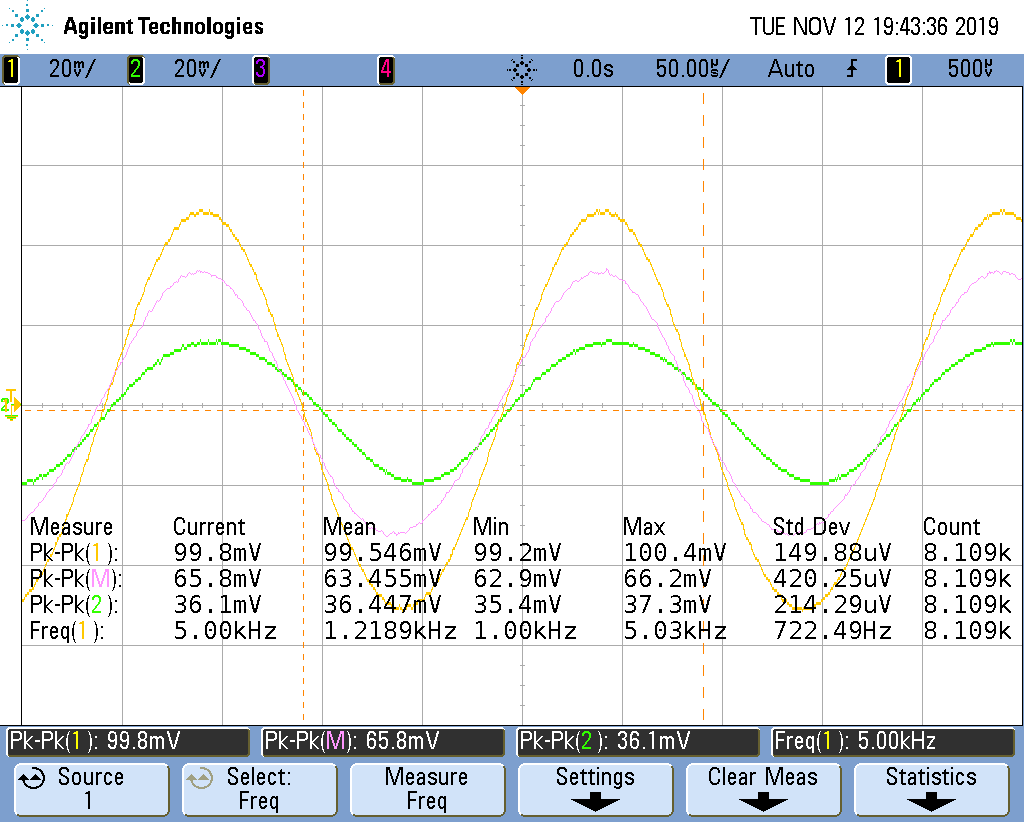 Agilent Technologies TUE NOV 12 19:43:36 2019
1 20mV/ 2 20mV/ 3 4 0.0s 50.00us/ Auto 1 500uV
2
Measure Current Mean Min Max Std Dev Count
Pk-Pk(1): 99.8mV 99.546mV 99.2mV 100.4mV 149.88uV 8.109k
Pk-Pk(M): 65.8mV 63.455mV 62.9mV 66.2mV 420.25uV 8.109k
Pk-Pk(2): 36.1mV 36.447mV 35.4mV 37.3mV 214.29uV 8.109k
Freq(1): 5.00kHz 1.2189kHz 1.00kHz 5.03kHz 722.49Hz 8.109k
Pk-Pk(1): 99.8mV Pk-Pk(M): 65.8mV Pk-Pk(2): 36.1mV Freq(1): 5.00kHz
Source Select: Measure Settings Clear Meas Statistics
1 Freq Freq